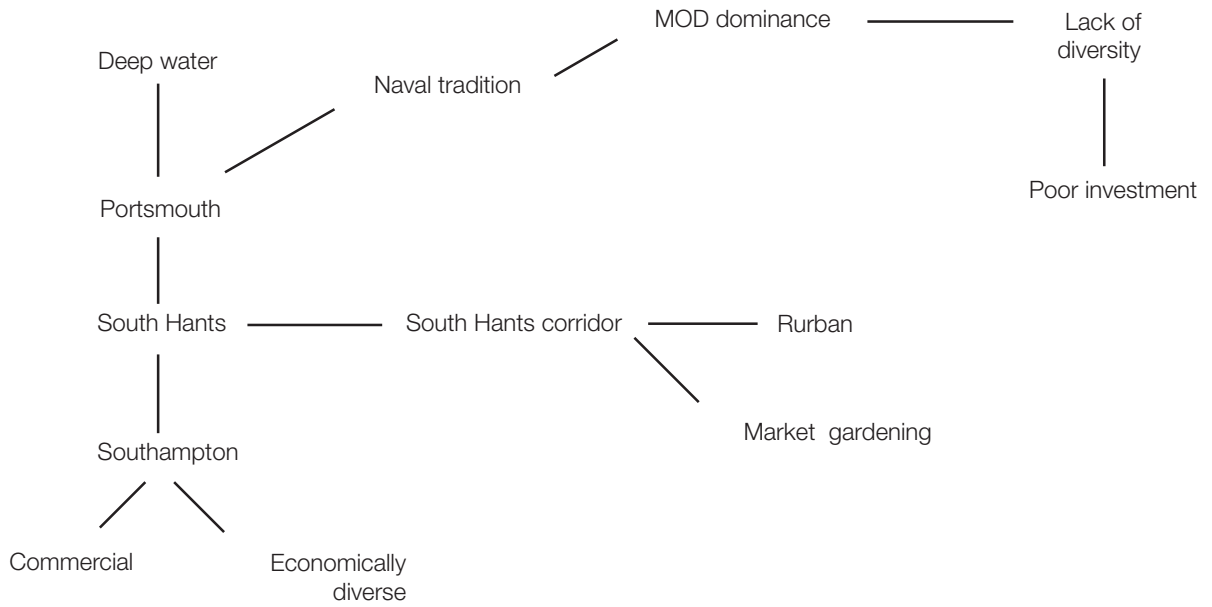 MOD dominance
Lack of
diversity
Deep water
Naval tradition
Poor investment
Portsmouth
South Hants
South Hants corridor
Rurban
Market gardening
Southampton
Commercial
Economically
diverse